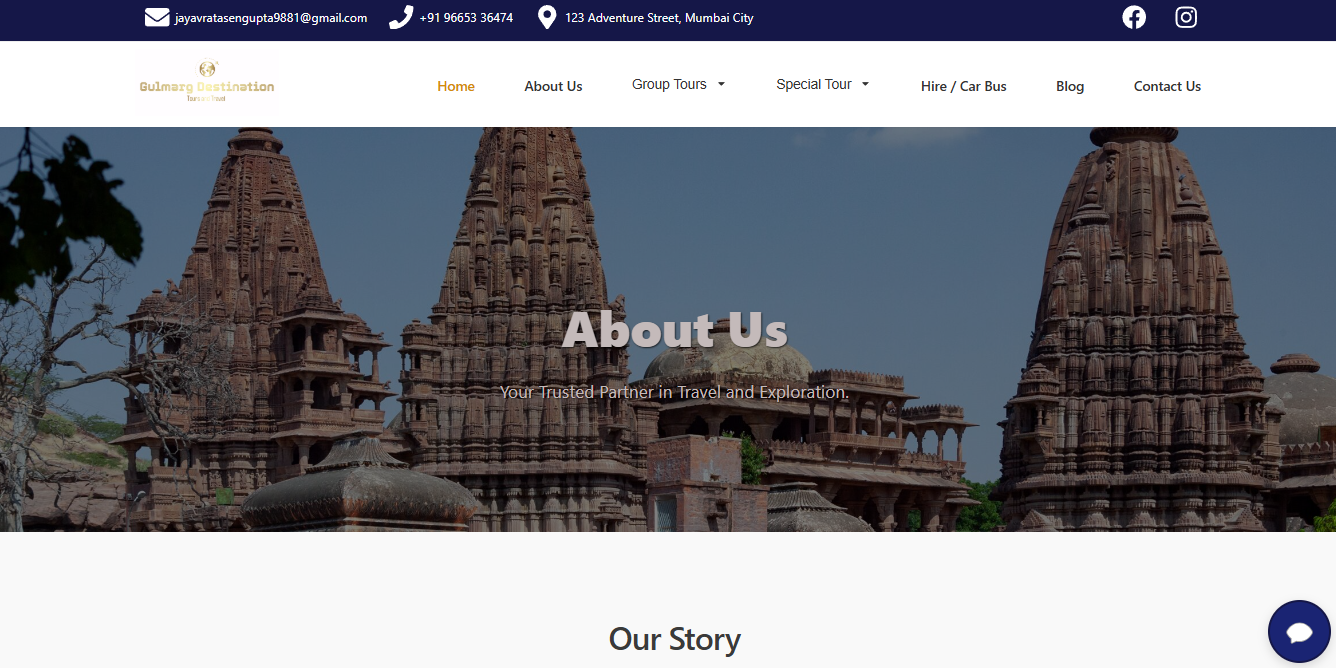 jayavratasengupta9881@gmail.com +91 96653 36474 123 Adventure Street, Mumbai City
Gulmarg Destination
Tours and Travel
Home About Us Group Tours Special Tour Hire / Car Bus Blog Contact Us
About Us
Your Trusted Partner in Travel and Exploration.
Our Story